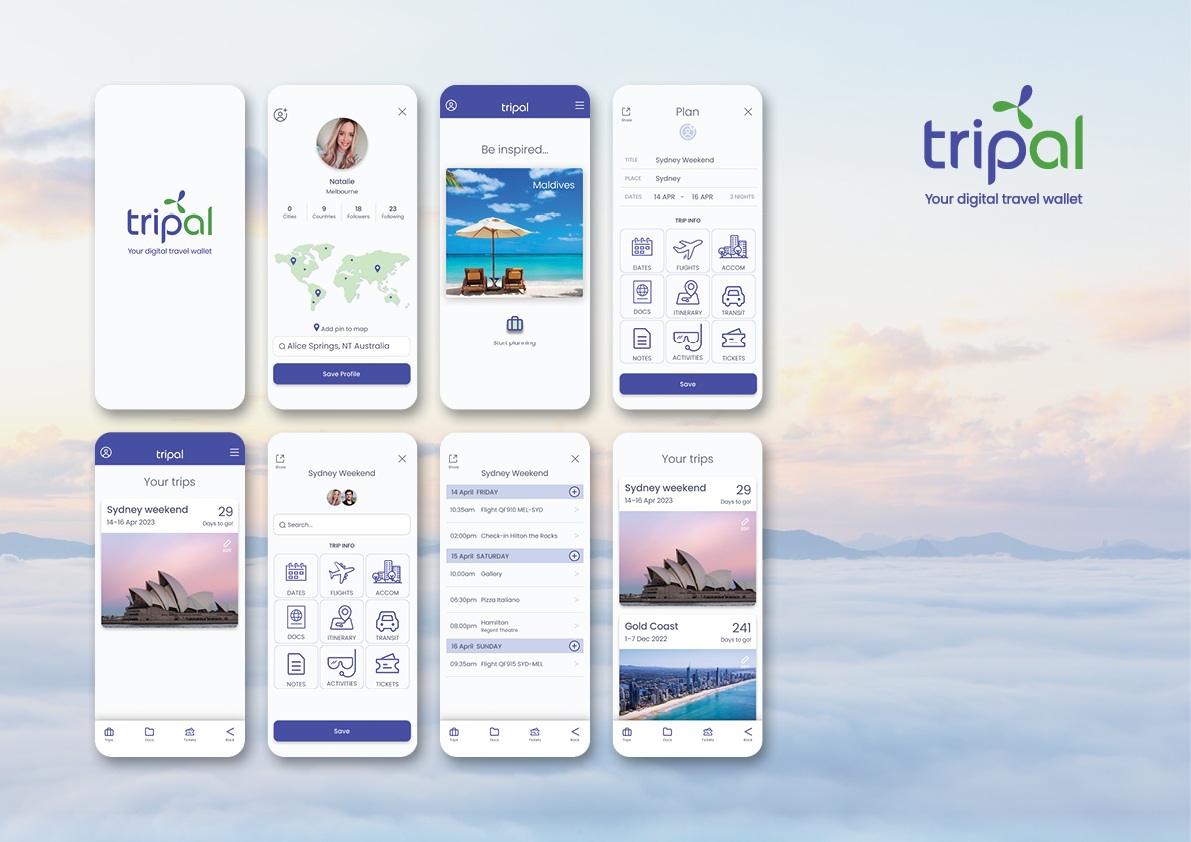 tripal
Your digital travel wallet
Natalie
Melbourne
0 9 18 23
Cities Countries Followers Following
Add pin to map
Alice Springs, NT Australia
Save Profile
tripal
Be inspired...
Maldives
Start planning
Share
Plan
TITLE Sydney Weekend
PLACE Sydney
DATES 14 APR - 16 APR 3 NIGHTS
TRIP INFO
DATES FLIGHTS ACCOM
DOCS ITINERARY TRANSIT
NOTES ACTIVITIES TICKETS
Save
tripal
Your digital travel wallet
tripal
Your trips
Sydney weekend 29
14–16 Apr 2023 Days to go!
EDIT
Trips Docs Tickets Back
Share
Sydney Weekend
Search...
TRIP INFO
DATES FLIGHTS ACCOM
DOCS ITINERARY TRANSIT
NOTES ACTIVITIES TICKETS
Save
Share
Sydney Weekend
14 April FRIDAY
10:35am Flight QF910 MEL-SYD >
02:00pm Check-in Hilton the Rocks >
15 April SATURDAY
10.00am Gallery >
06:30pm Pizza Italiano >
08.00pm Hamilton >
Regent Theatre
16 April SUNDAY
09:35am Flight QF915 SYD-MEL >
Trips Docs Tickets Back
Your trips
Sydney weekend 29
14–16 Apr 2023 Days to go!
EDIT
Gold Coast 241
1–7 Dec 2022 Days to go!
Trips Docs Tickets Back